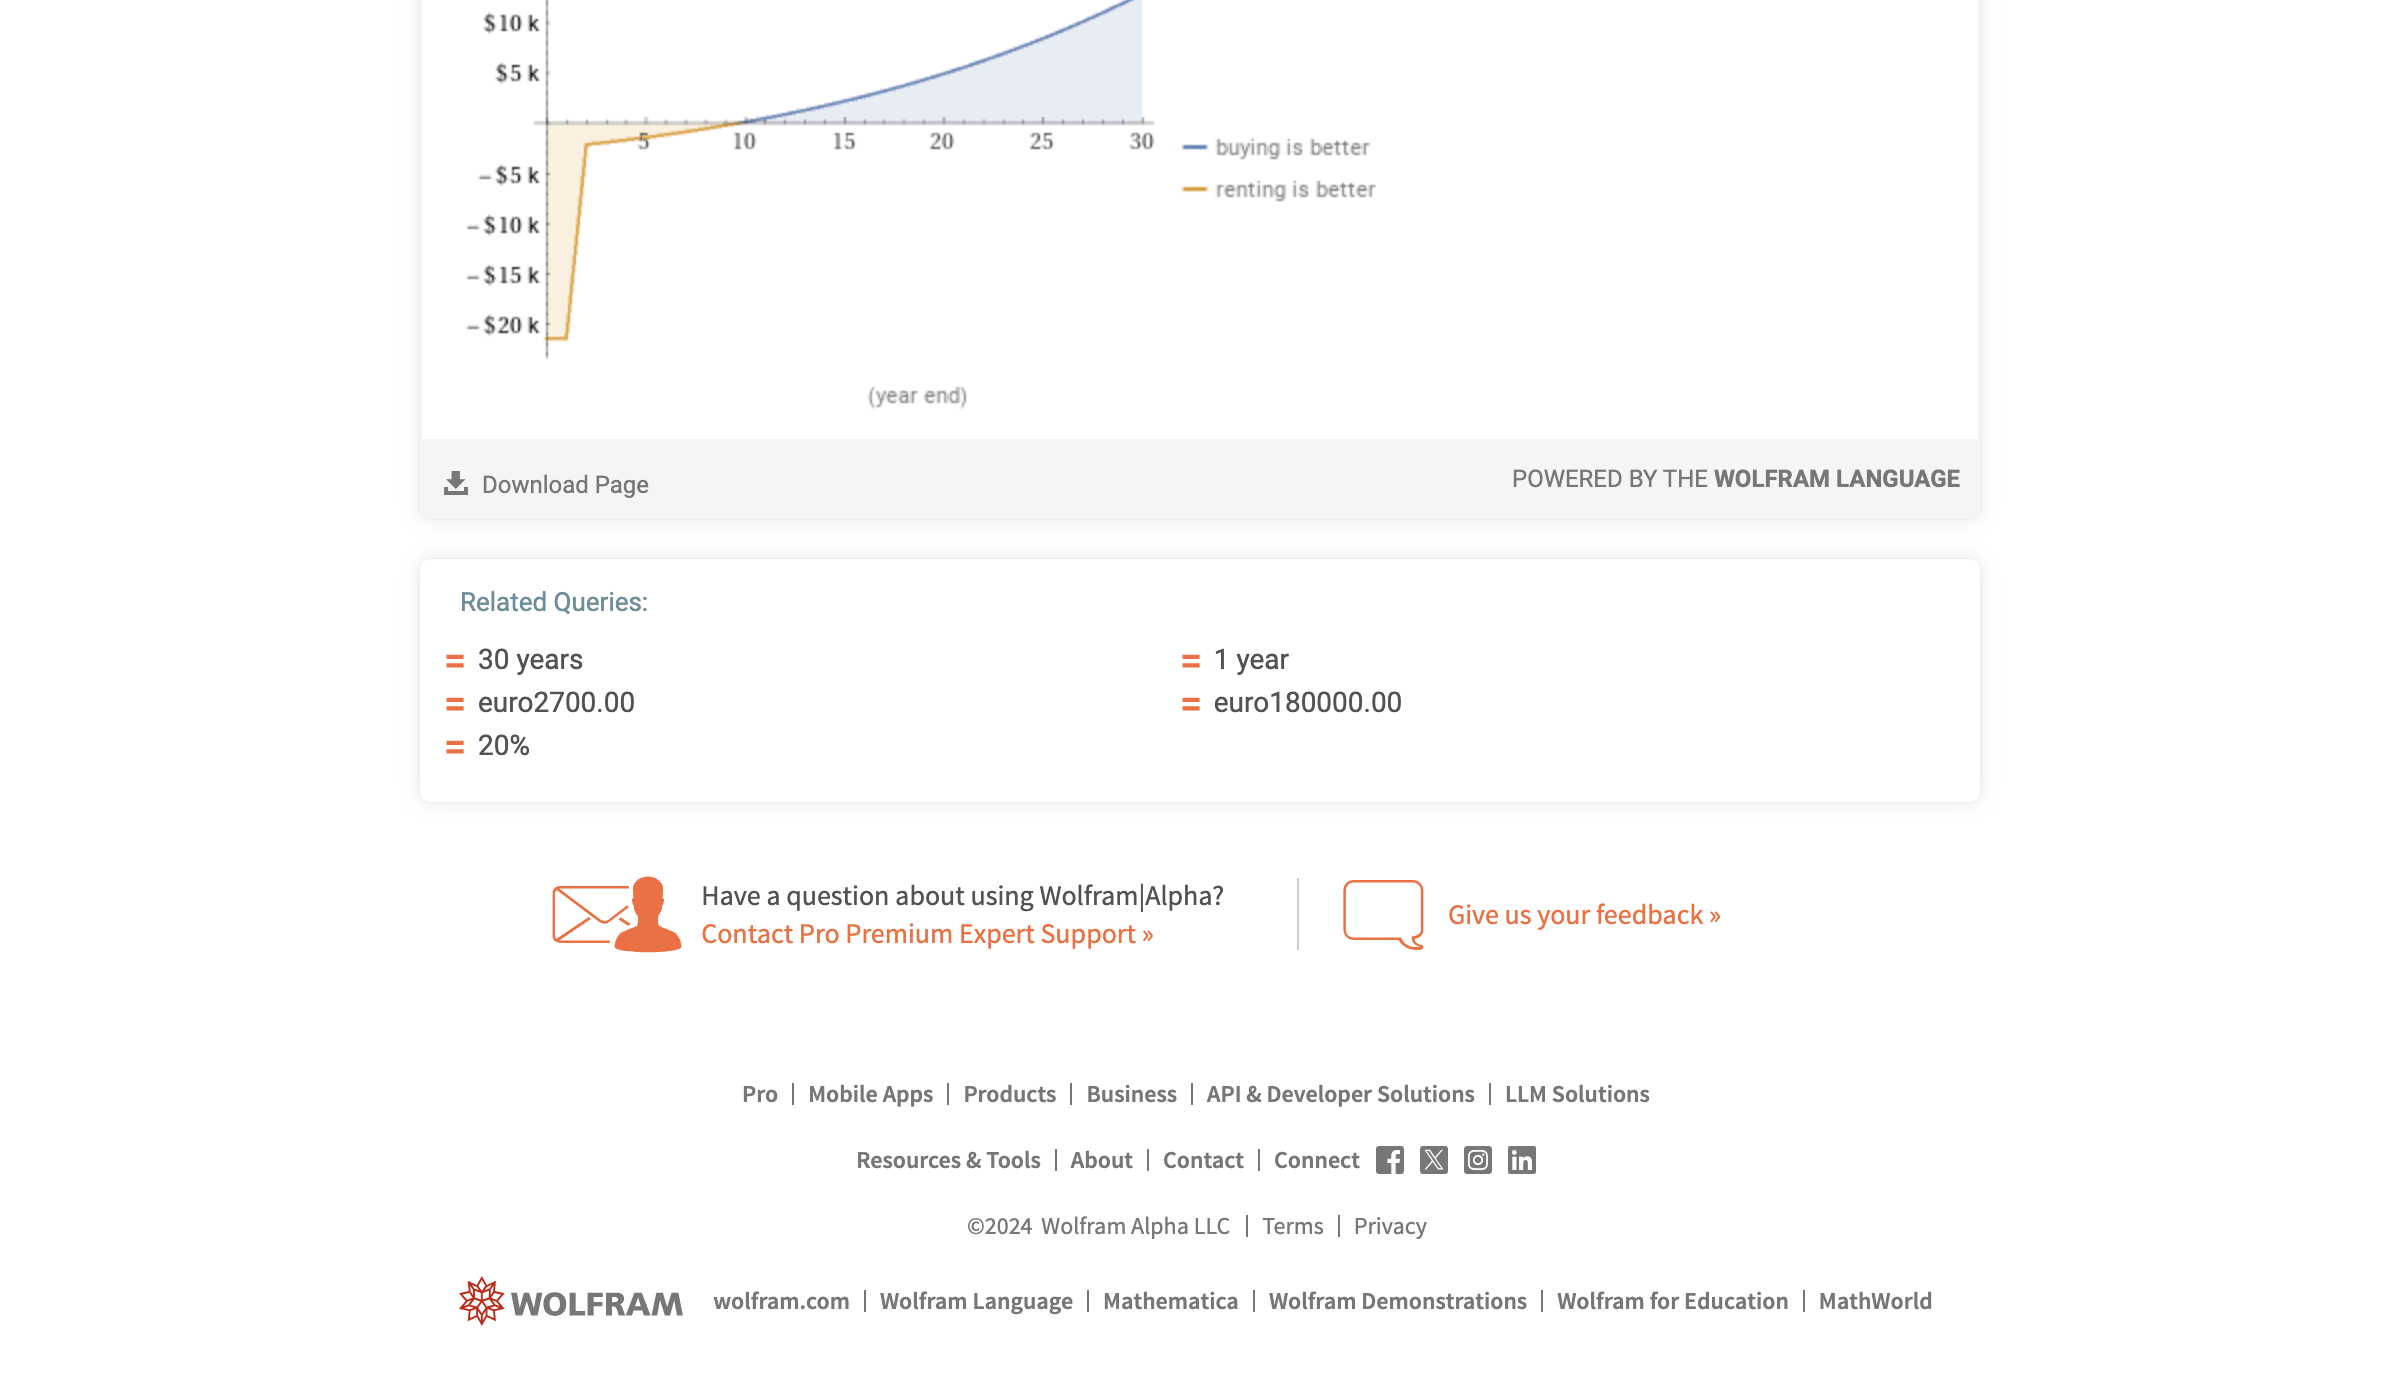 $10 k
$5 k
5 10 15 20 25 30
buying is better
– $5 k
renting is better
– $10 k
– $15 k
– $20 k
(year end)
Download Page
POWERED BY THE WOLFRAM LANGUAGE
Related Queries:
= 30 years
= 1 year
= euro2700.00
= euro180000.00
= 20%
Have a question about using Wolfram|Alpha?
Contact Pro Premium Expert Support »
Give us your feedback »
Pro | Mobile Apps | Products | Business | API & Developer Solutions | LLM Solutions
Resources & Tools | About | Contact | Connect
©2024 Wolfram Alpha LLC | Terms | Privacy
WOLFRAM wolfram.com | Wolfram Language | Mathematica | Wolfram Demonstrations | Wolfram for Education | MathWorld